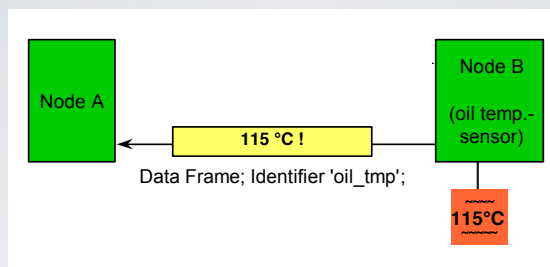 Node A
Node B
(oil temp.-
sensor)
115 °C !
Data Frame; Identifier 'oil_tmp';
~~~~
115°C
~~~~~